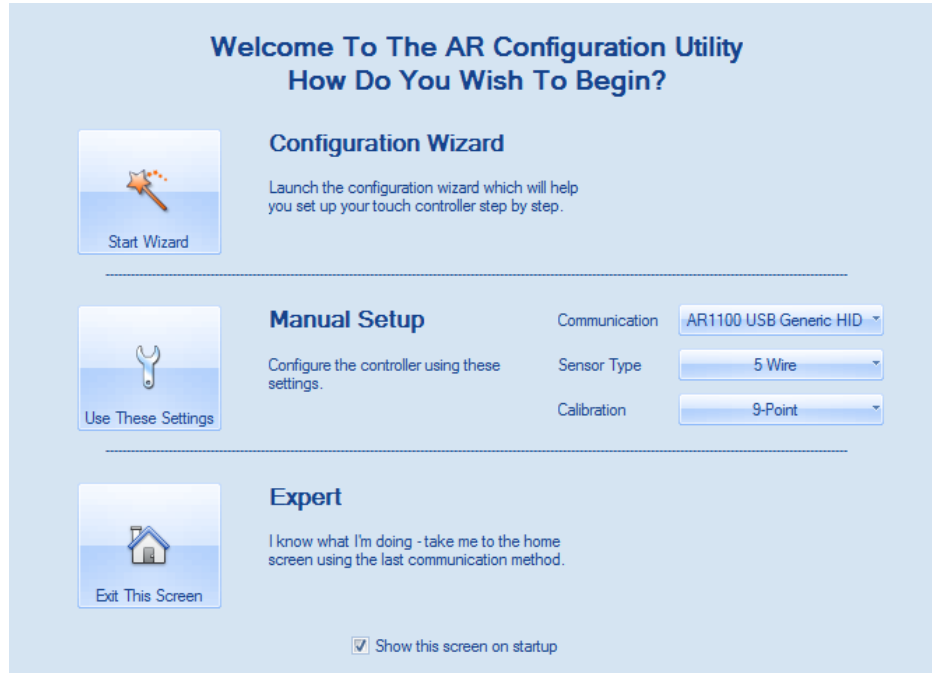 Welcome To The AR Configuration Utility
How Do You Wish To Begin?
Configuration Wizard
Launch the configuration wizard which will help
you set up your touch controller step by step.
Start Wizard
Manual Setup
Configure the controller using these
settings.
Use These Settings
Communication AR1100 USB Generic HID
Sensor Type 5 Wire
Calibration 9-Point
Expert
I know what I'm doing - take me to the home
screen using the last communication method.
Exit This Screen
Show this screen on startup